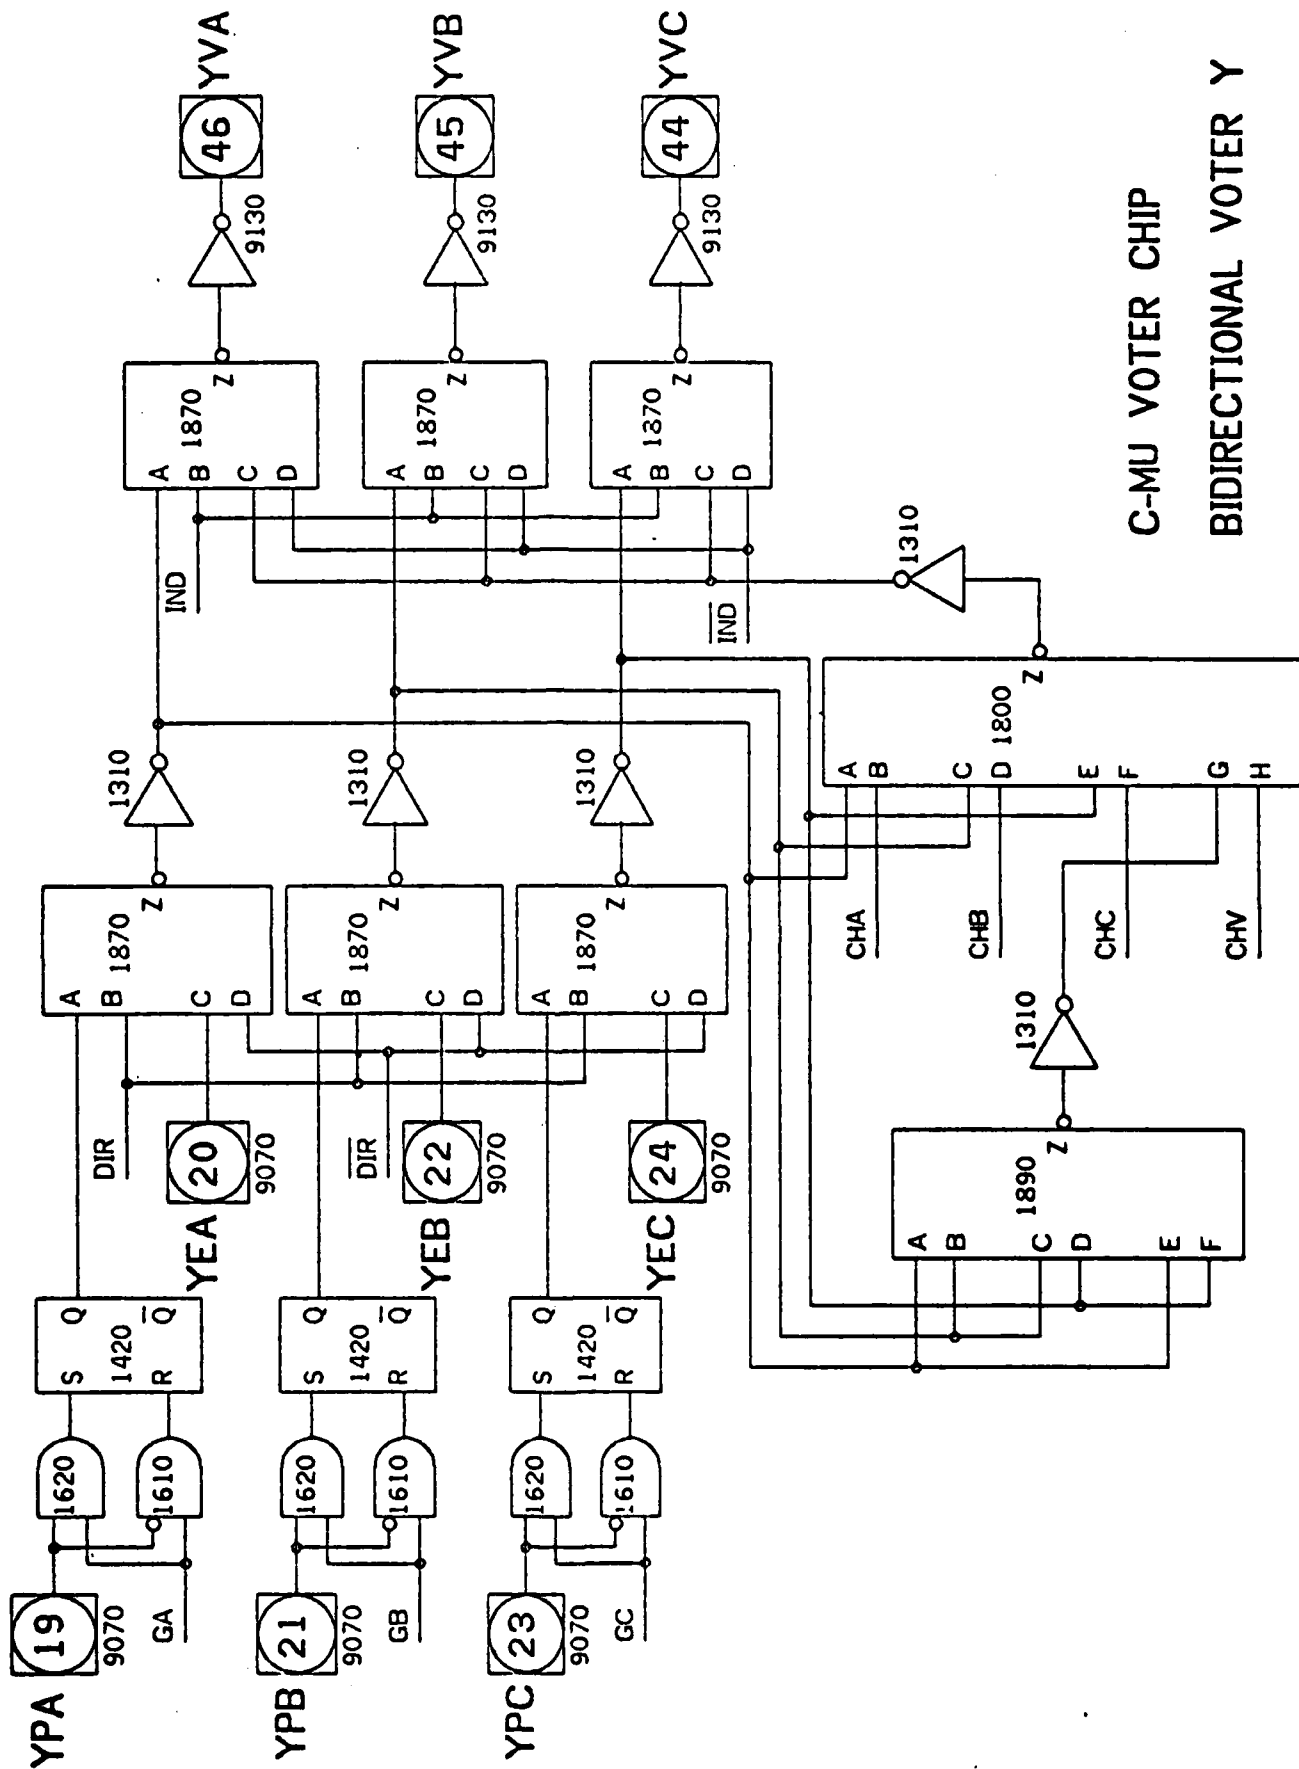 YPA
19
9070
GA
1620
1610
S
R
1420
Q
Q
DIR
YEA
20
9070
A
B
C
D
1870
Z
1310
IND
A
B
C
D
1870
Z
9130
46
YVA
YPB
21
9070
GB
1620
1610
S
R
1420
Q
Q
DIR
YEB
22
9070
A
B
C
D
1870
Z
1310
A
B
C
D
1870
Z
9130
45
YVB
YPC
23
9070
GC
1620
1610
S
R
1420
Q
Q
YEC
24
9070
A
B
C
D
1870
Z
1310
IND
A
B
C
D
1870
Z
9130
44
YVC
A
B
C
D
E
F
1890
Z
1310
CHA
CHB
CHC
CHV
A
B
C
D
E
F
G
H
1800
Z
1310
C-MU VOTER CHIP
BIDIRECTIONAL VOTER Y